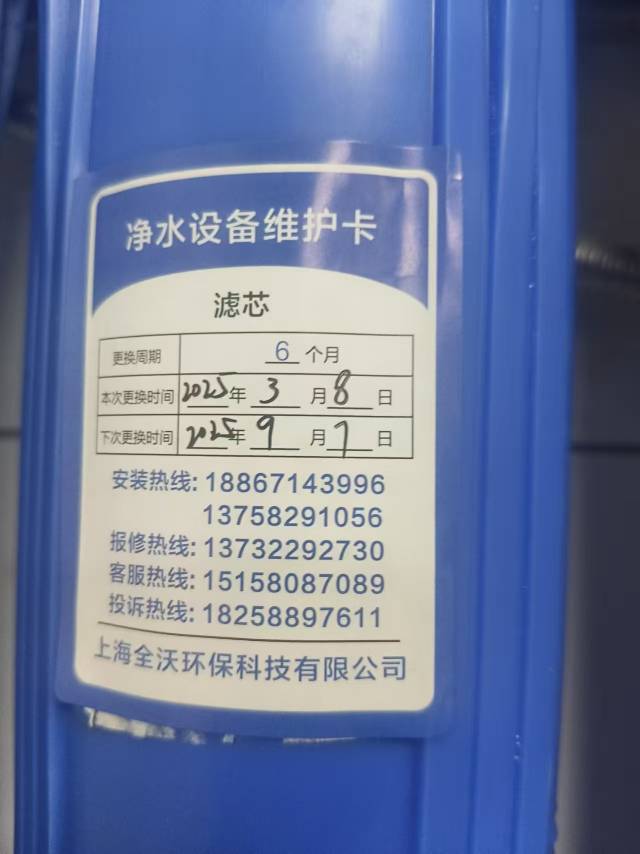 净水设备维护卡
滤芯
更换周期 6 个月
本次更换时间 2025年 3 月 8 日
下次更换时间 2025年 9 月 7 日
安装热线: 18867143996
13758291056
报修热线: 13732292730
客服热线: 15158087089
投诉热线: 18258897611
上海全沃环保科技有限公司